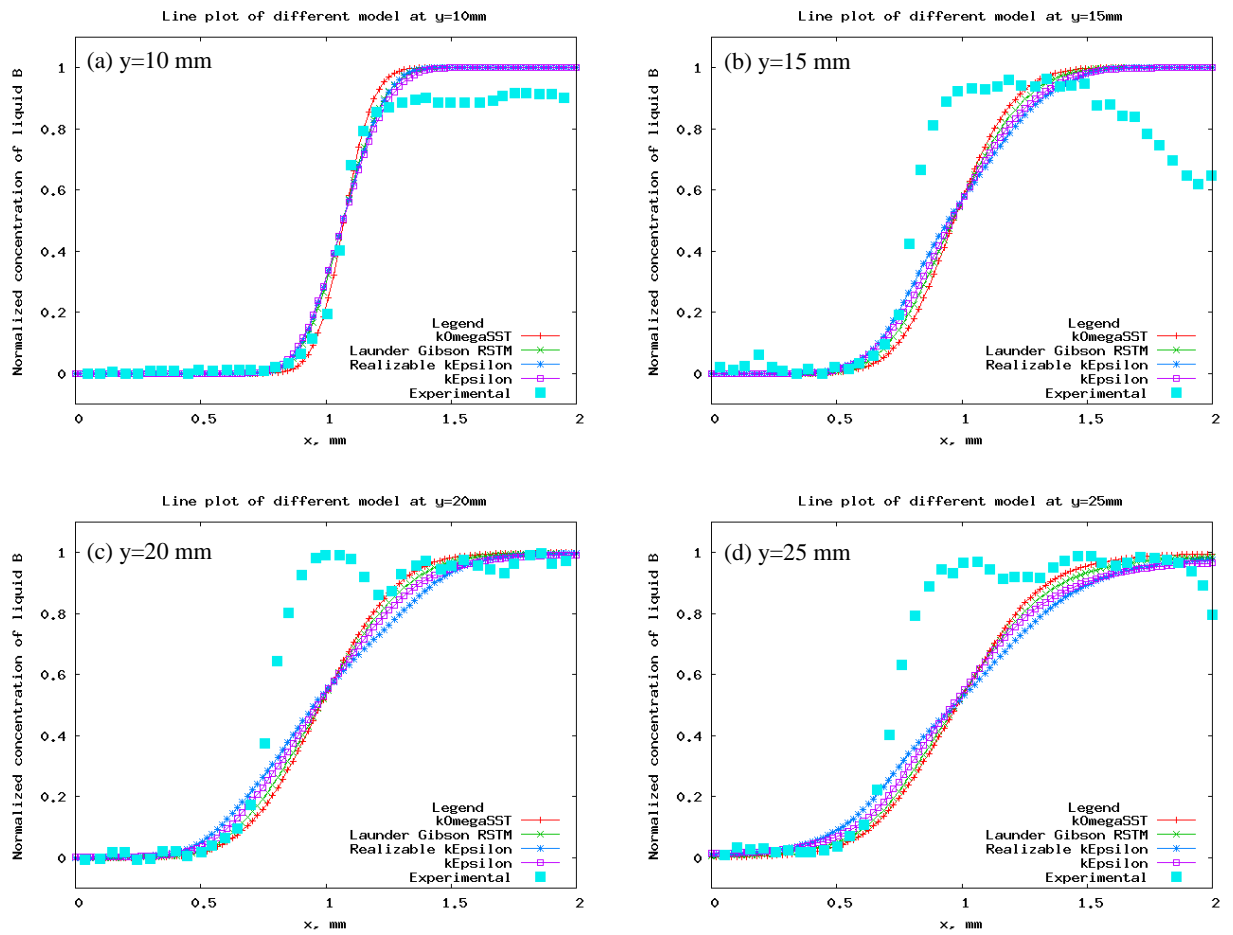 Line plot of different model at y=10mm
(a) y=10 mm
Normalized concentration of liquid B
1
0.8
0.6
0.4
0.2
0
Legend
kOmegaSST
Launder Gibson RSTM
Realizable kEpsilon
kEpsilon
Experimental
0 0.5 1 1.5 2
x, mm
Line plot of different model at y=15mm
(b) y=15 mm
Normalized concentration of liquid B
1
0.8
0.6
0.4
0.2
0
Legend
kOmegaSST
Launder Gibson RSTM
Realizable kEpsilon
kEpsilon
Experimental
0 0.5 1 1.5 2
x, mm
Line plot of different model at y=20mm
(c) y=20 mm
Normalized concentration of liquid B
1
0.8
0.6
0.4
0.2
0
Legend
kOmegaSST
Launder Gibson RSTM
Realizable kEpsilon
kEpsilon
Experimental
0 0.5 1 1.5 2
x, mm
Line plot of different model at y=25mm
(d) y=25 mm
Normalized concentration of liquid B
1
0.8
0.6
0.4
0.2
0
Legend
kOmegaSST
Launder Gibson RSTM
Realizable kEpsilon
kEpsilon
Experimental
0 0.5 1 1.5 2
x, mm